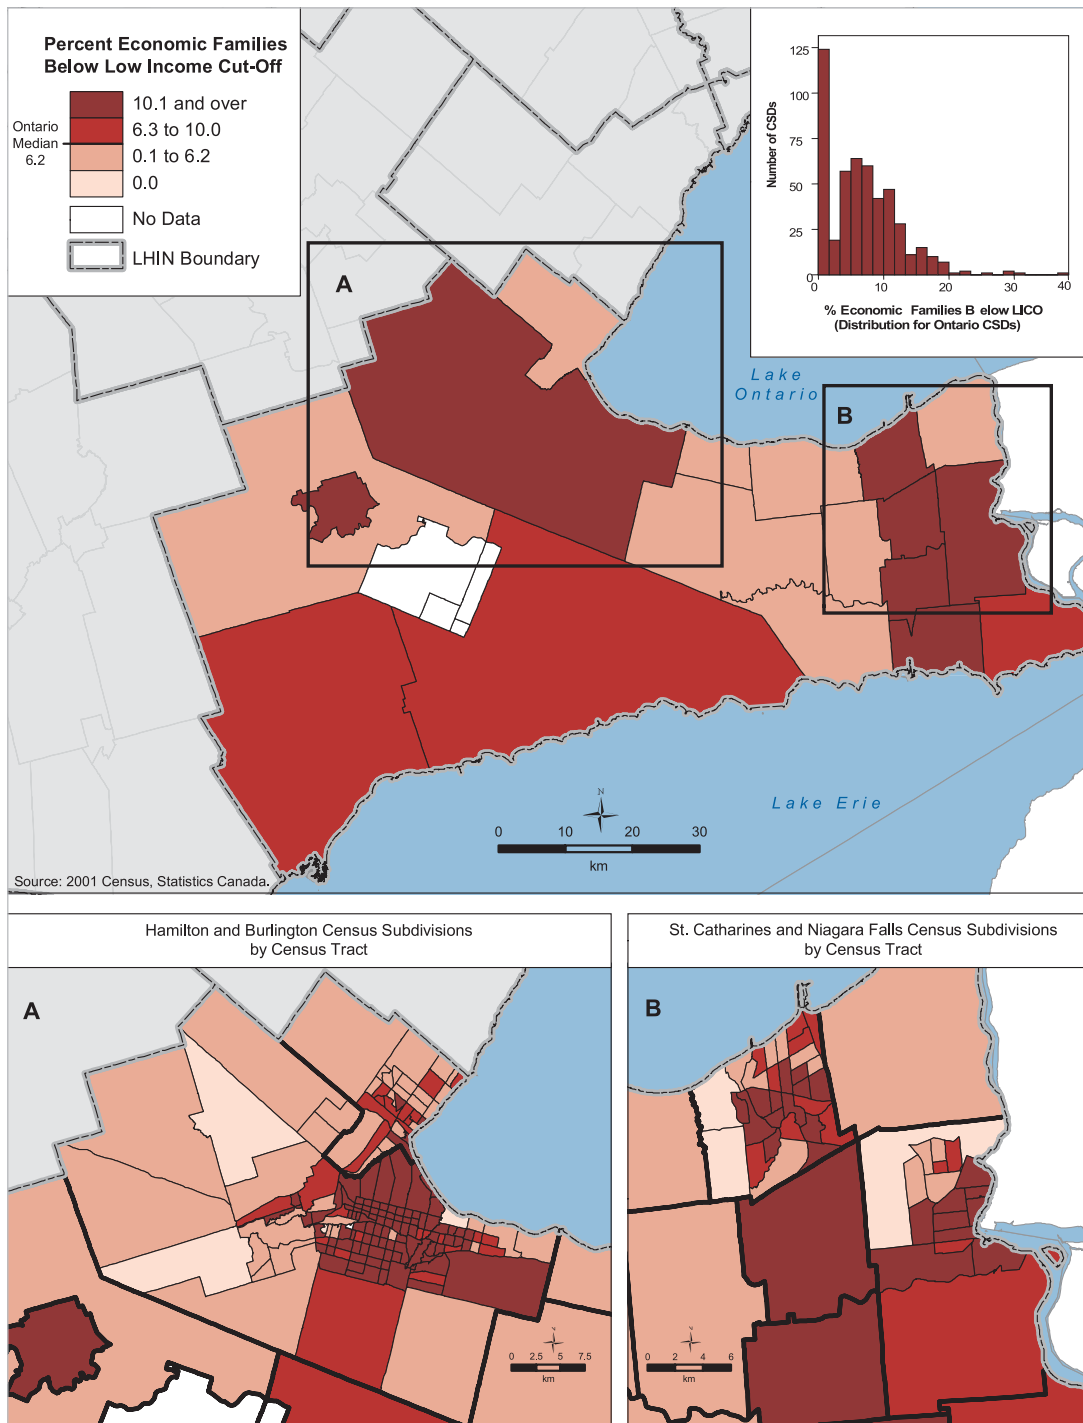 Percent Economic Families
Below Low Income Cut-Off
10.1 and over
6.3 to 10.0
Ontario
Median
6.2
0.1 to 6.2
0.0
No Data
LHIN Boundary
A
B
Number of CSDs
125
100
75
50
25
0
0 10 20 30 40
% Economic Families B elow LICO
(Distribution for Ontario CSDs)
Lake
Ontario
Lake Erie
N
0 10 20 30
km
Source: 2001 Census, Statistics Canada.
Hamilton and Burlington Census Subdivisions
by Census Tract
A
N
0 2.5 5 7.5
km
St. Catharines and Niagara Falls Census Subdivisions
by Census Tract
B
N
0 2 4 6
km